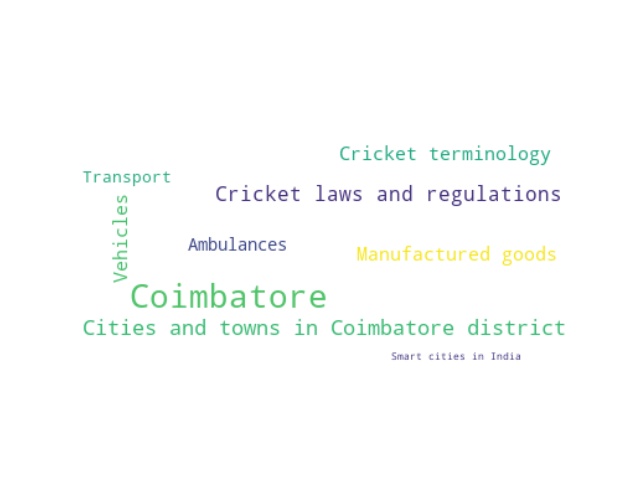 Cricket terminology
Transport
Cricket laws and regulations
Vehicles
Ambulances
Manufactured goods
Coimbatore
Cities and towns in Coimbatore district
Smart cities in India